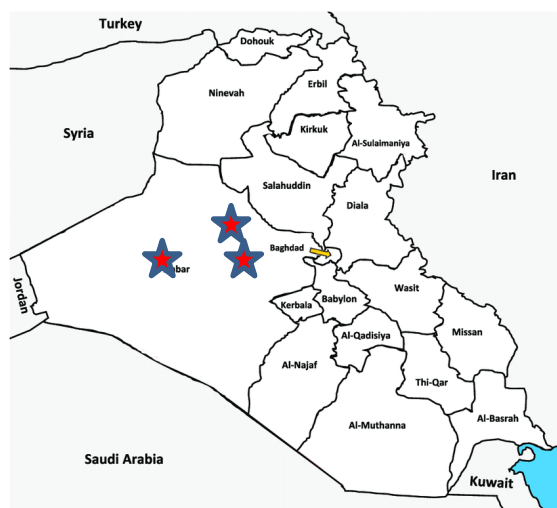 Turkey
Dohouk
Erbil
Ninevah
Kirkuk
Al-Sulaimaniya
Syria
Iran
Salahuddin
Diala
Baghdad
bar
Jordan
Wasit
Kerbala
Babylon
Al-Qadisiya
Missan
Al-Najaf
Thi-Qar
Al-Basrah
Al-Muthanna
Saudi Arabia
Kuwait